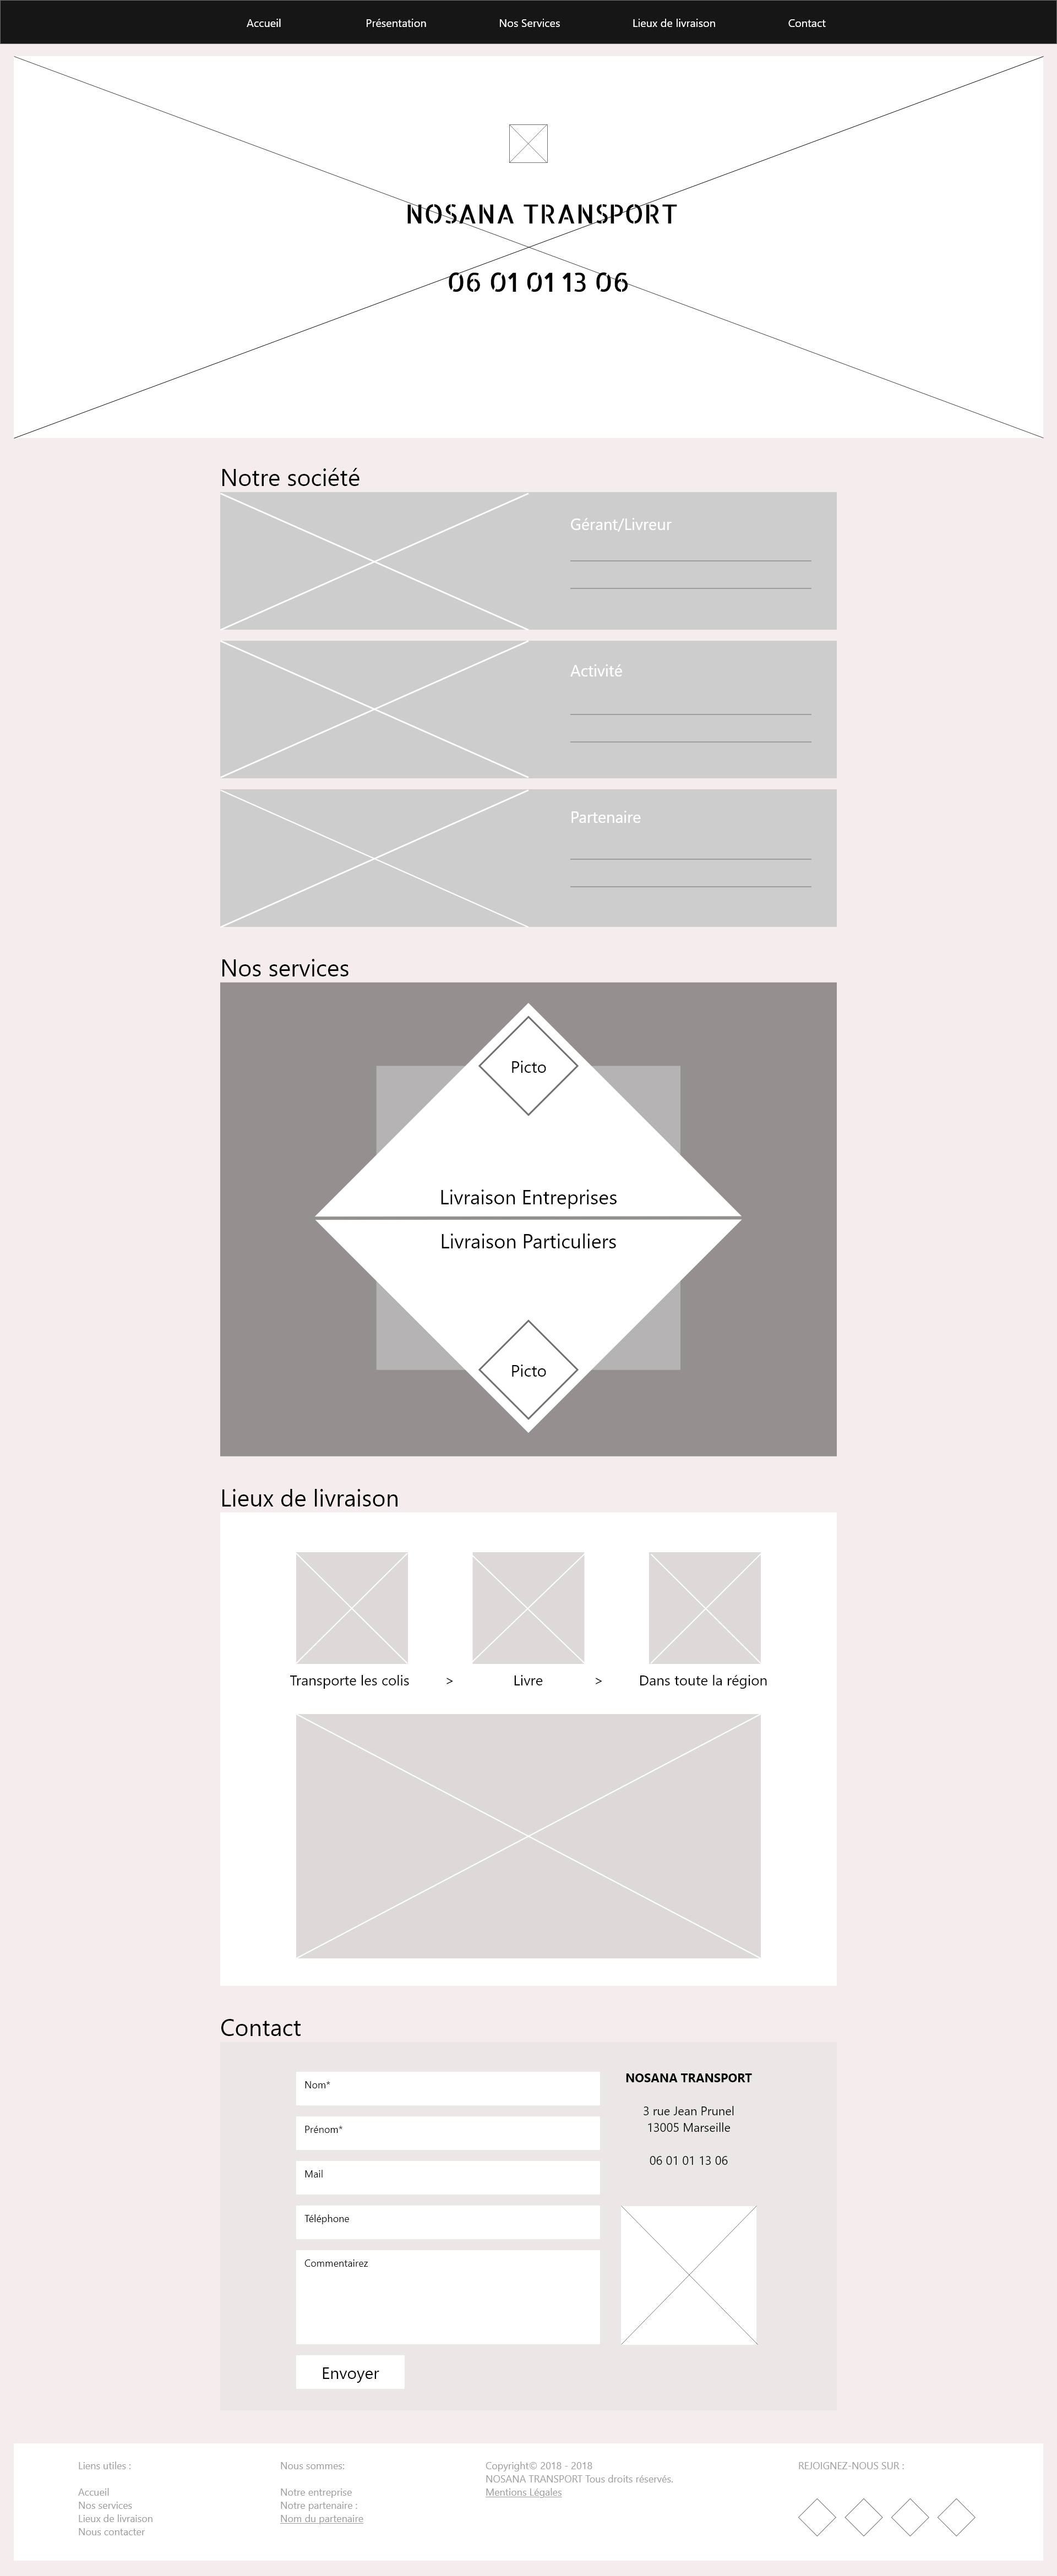 Accueil Présentation Nos Services Lieux de livraison Contact
NOSANA TRANSPORT
06 01 01 13 06
Notre société
Gérant/Livreur
Activité
Partenaire
Nos services
Picto
Livraison Entreprises
Livraison Particuliers
Picto
Lieux de livraison
Transporte les colis > Livre > Dans toute la région
Contact
Nom*
Prénom*
Mail
Téléphone
Commentairez
Envoyer
NOSANA TRANSPORT
3 rue Jean Prunel
13005 Marseille
06 01 01 13 06
Liens utiles :
Accueil
Nos services
Lieux de livraison
Nous contacter
Nous sommes:
Notre entreprise
Notre partenaire :
Nom du partenaire
Copyright© 2018 - 2018
NOSANA TRANSPORT Tous droits réservés.
Mentions Légales
REJOIGNEZ-NOUS SUR :